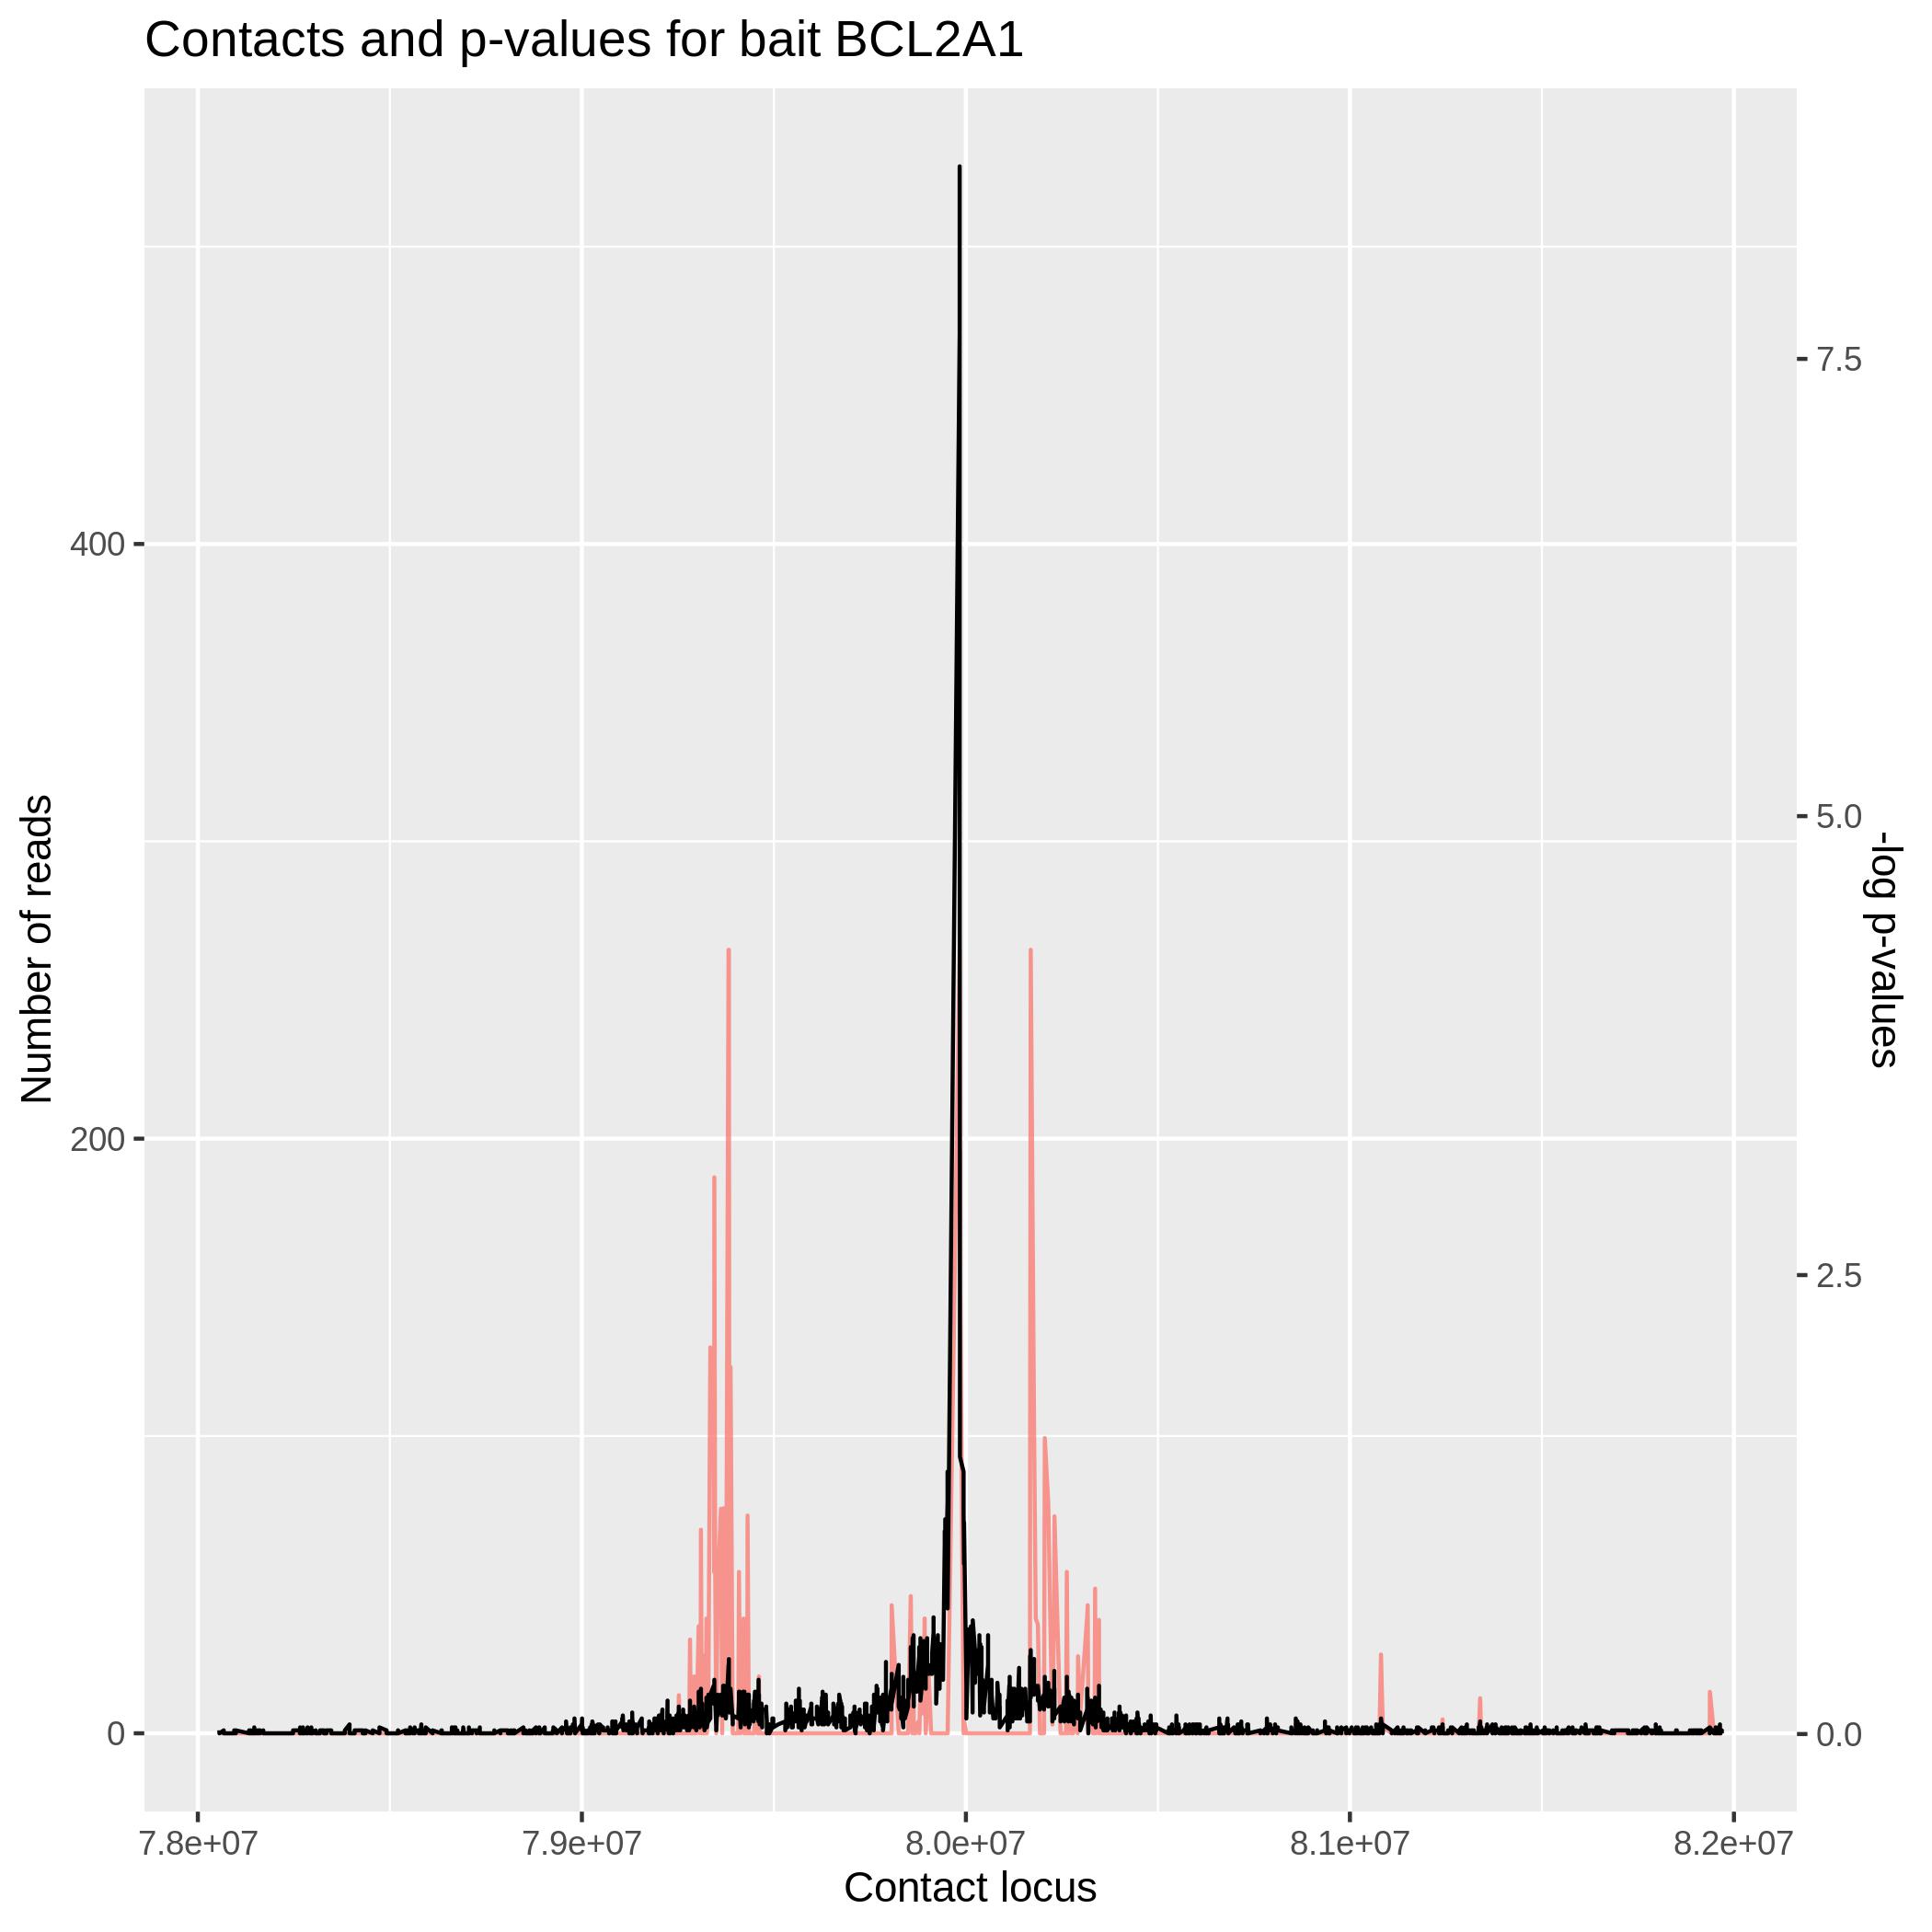 Contacts and p-values for bait BCL2A1
7.5
400
5.0
Number of reads
-log p-values
200
2.5
0
0.0
7.8e+07 7.9e+07 8.0e+07 8.1e+07 8.2e+07
Contact locus